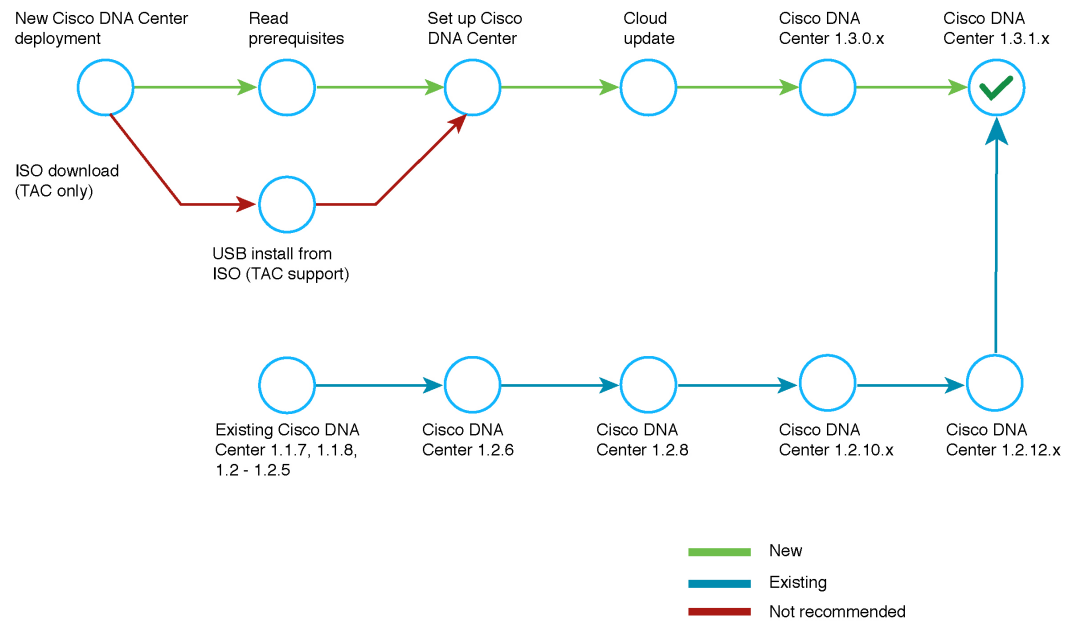 New Cisco DNA Center
deployment
Read
prerequisites
Set up Cisco
DNA Center
Cloud
update
Cisco DNA
Center 1.3.0.x
Cisco DNA
Center 1.3.1.x
ISO download
(TAC only)
USB install from
ISO (TAC support)
Existing Cisco DNA
Center 1.1.7, 1.1.8,
1.2 - 1.2.5
Cisco DNA
Center 1.2.6
Cisco DNA
Center 1.2.8
Cisco DNA
Center 1.2.10.x
Cisco DNA
Center 1.2.12.x
New
Existing
Not recommended